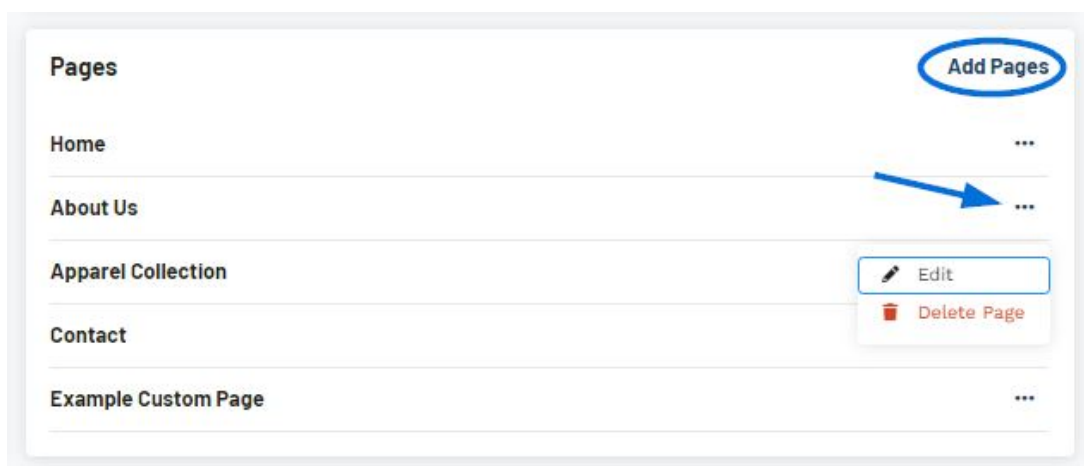 Pages Add Pages
Home ...
About Us ...
Apparel Collection
Edit
Delete Page
Contact
Example Custom Page ...